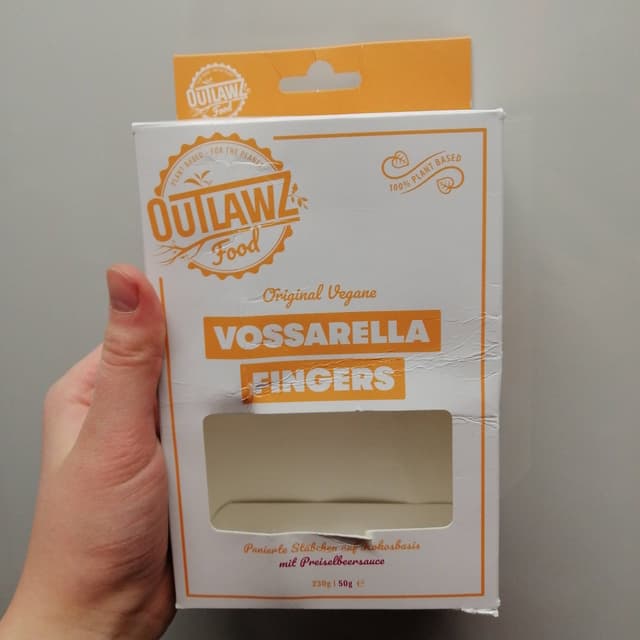 OUTLAWZ
Food
PLANT BASED - FOR THE PLANET
OUTLAWZ
Food
100% PLANT BASED
Original Vegane
VOSSARELLA
FINGERS
Panierte Stäbchen auf Kokosbasis
mit Preiselbeersauce
230g | 50g ℮